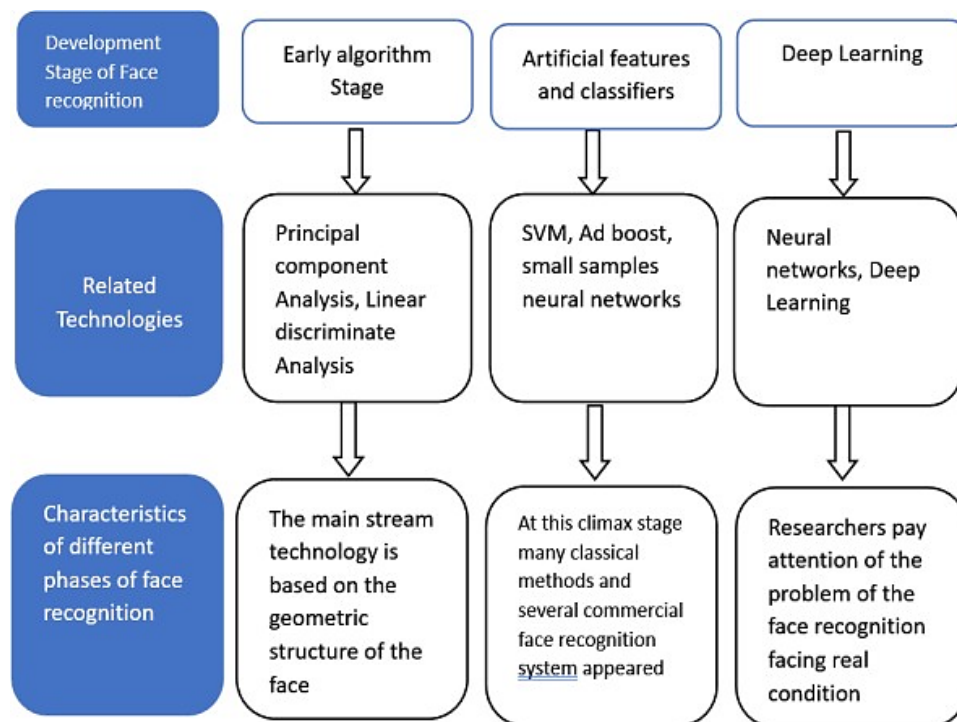 Development
Stage of Face
recognition
Early algorithm
Stage
Artificial features
and classifiers
Deep Learning
Related
Technologies
Principal
component
Analysis, Linear
discriminate
Analysis
SVM, Ad boost,
small samples
neural networks
Neural
networks, Deep
Learning
Characteristics
of different
phases of face
recognition
The main stream
technology is
based on the
geometric
structure of the
face
At this climax stage
many classical
methods and
several commercial
face recognition
system appeared
Researchers pay
attention of the
problem of the
face recognition
facing real
condition